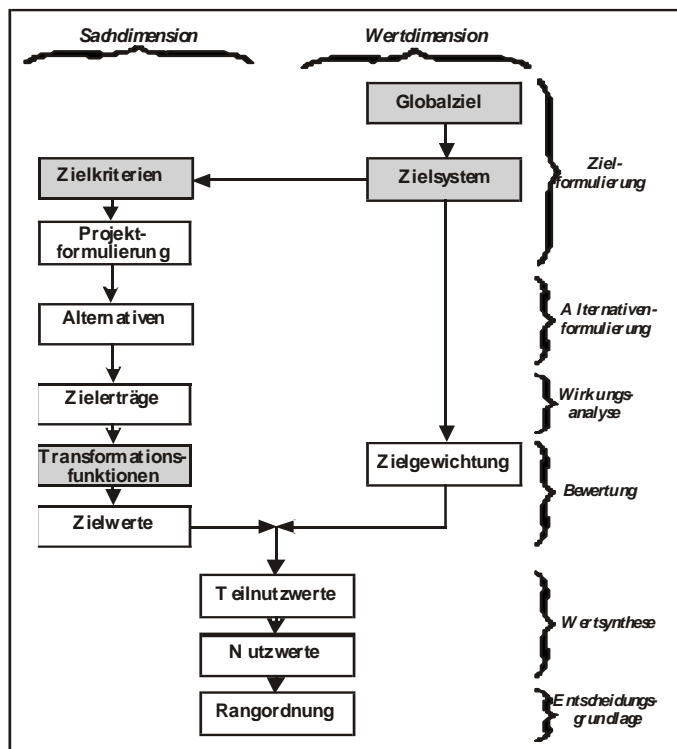 Sachdimension
Wertdimension
Globalziel
Zielkriterien
Zielsystem
Ziel-
formulierung
Projekt-
formulierung
Alternativen
Alternativen-
formulierung
Zielerträge
Wirkungs-
analyse
Transformations-
funktionen
Zielgewichtung
Bewertung
Zielwerte
Teilnutzwerte
Nutzwerte
Wertsynthese
Rangordnung
Entscheidungs-
grundlage